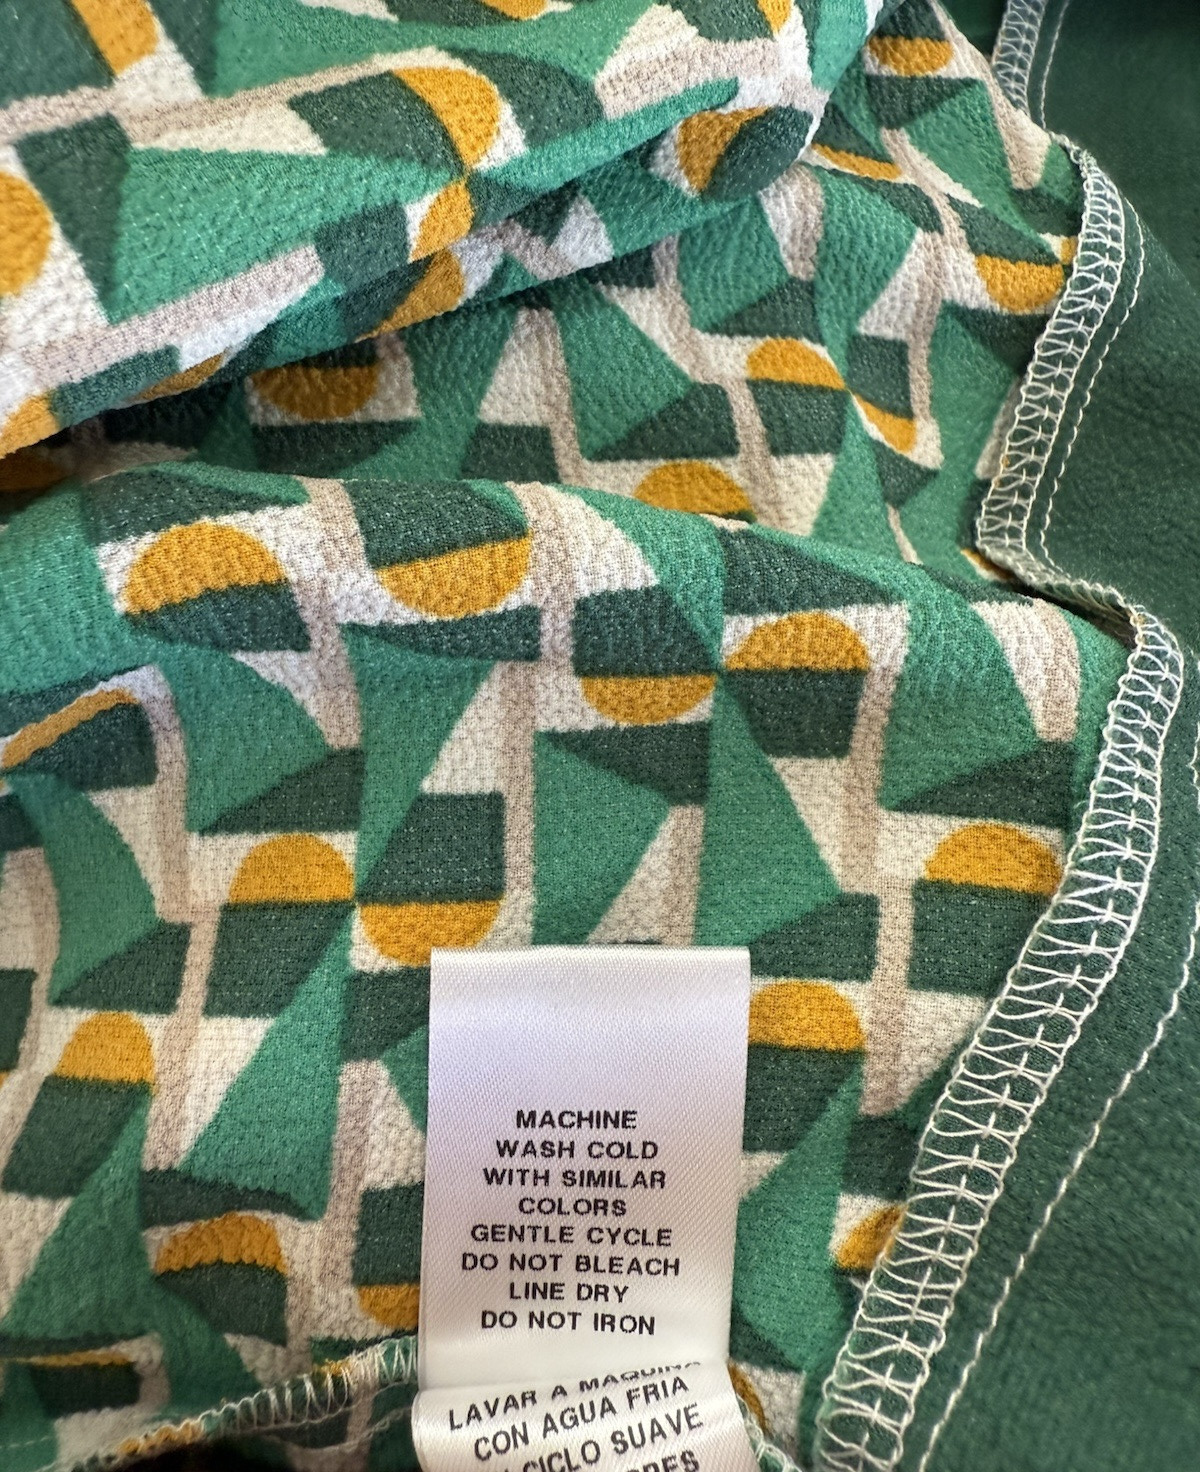 MACHINE
WASH COLD
WITH SIMILAR
COLORS
GENTLE CYCLE
DO NOT BLEACH
LINE DRY
DO NOT IRON
LAVAR A MAQUINA
CON AGUA FRIA
CICLO SUAVE